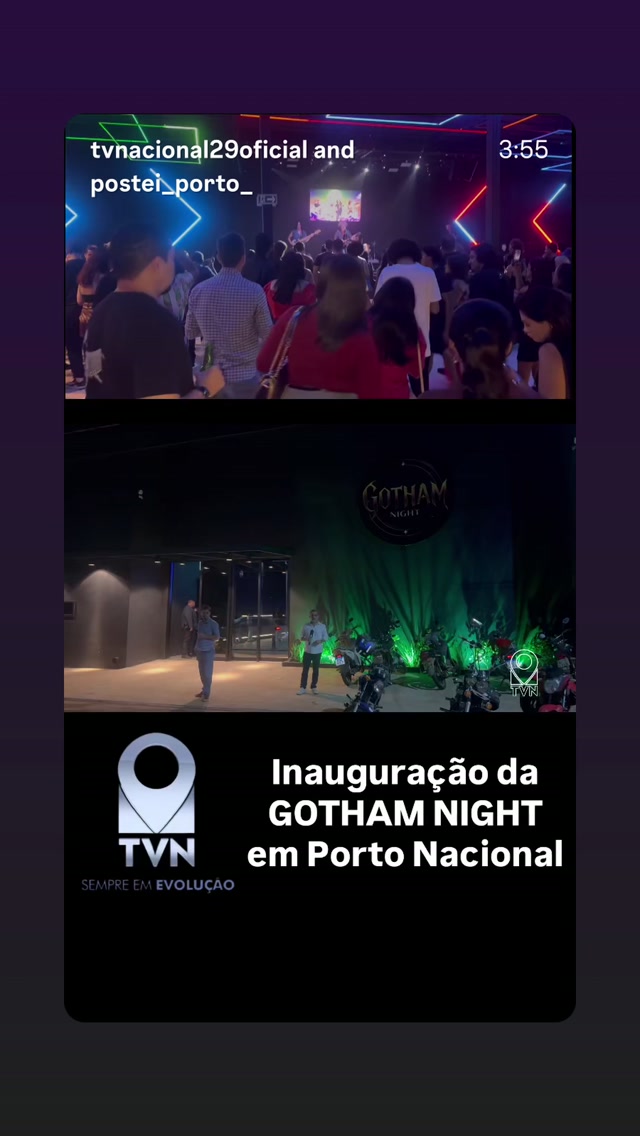 tvnacional29oficial and
postei_porto_
3:55
GOTHAM
NIGHT
TVN
TVN
SEMPRE EM EVOLUÇÃO
Inauguração da
GOTHAM NIGHT
em Porto Nacional